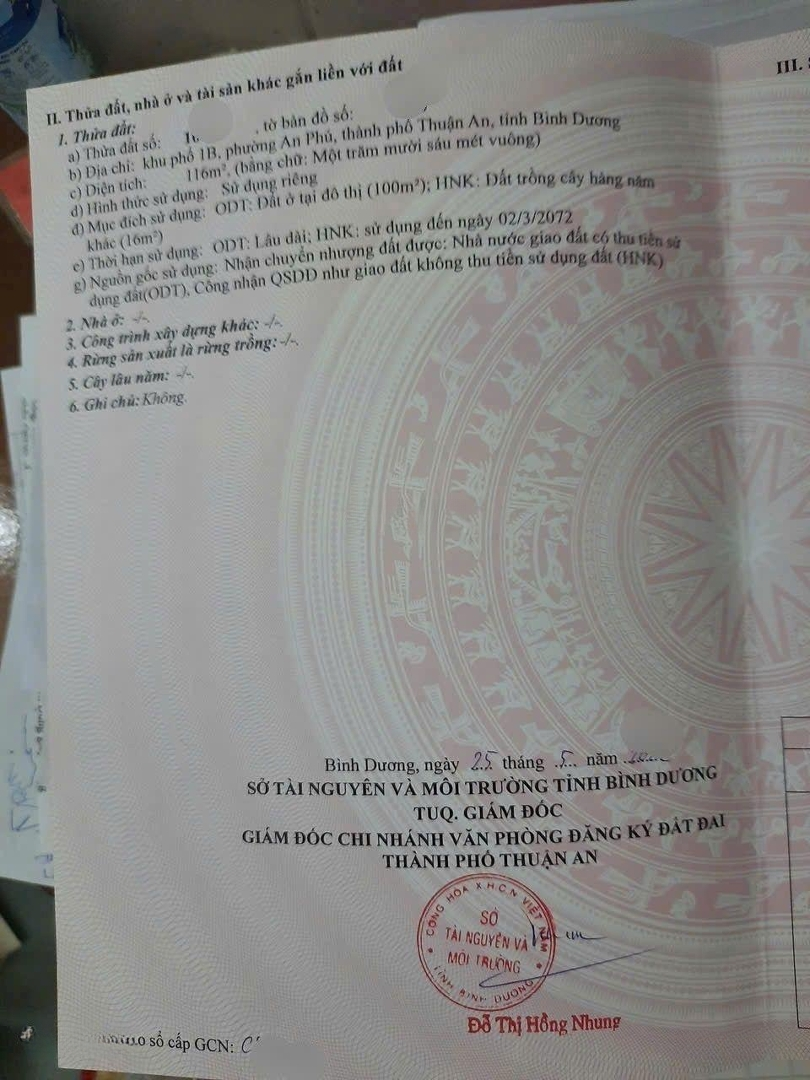 II. Thửa đất, nhà ở và tài sản khác gắn liền với đất
III.
1. Thửa đất:
a) Thửa đất số: , tờ bản đồ số:
b) Địa chỉ: khu phố 1B, phường An Phú, thành phố Thuận An, tỉnh Bình Dương
c) Diện tích: 116m², (bằng chữ: Một trăm mười sáu mét vuông)
d) Hình thức sử dụng: Sử dụng riêng
đ) Mục đích sử dụng: ODT: Đất ở tại đô thị (100m²); HNK: Đất trồng cây hàng năm
khác (16m²)
e) Thời hạn sử dụng: ODT: Lâu dài; HNK: sử dụng đến ngày 02/3/2072
g) Nguồn gốc sử dụng: Nhận chuyển nhượng đất được: Nhà nước giao đất có thu tiền sử
dụng đất(ODT), Công nhận QSDĐ như giao đất không thu tiền sử dụng đất (HNK)
2. Nhà ở: -/-.
3. Công trình xây dựng khác: -/-.
4. Rừng sản xuất là rừng trồng: -/-.
5. Cây lâu năm: -/-.
6. Ghi chú: Không.
Bình Dương, ngày 25 tháng 5 năm
SỞ TÀI NGUYÊN VÀ MÔI TRƯỜNG TỈNH BÌNH DƯƠNG
TUQ. GIÁM ĐỐC
GIÁM ĐỐC CHI NHÁNH VĂN PHÒNG ĐĂNG KÝ ĐẤT ĐAI
THÀNH PHỐ THUẬN AN
CỘNG HÒA X.H.C.N VIỆT NAM
SỞ
TÀI NGUYÊN VÀ
MÔI TRƯỜNG
TỈNH BÌNH DƯƠNG
Đỗ Thị Hồng Nhung
sổ cấp GCN: